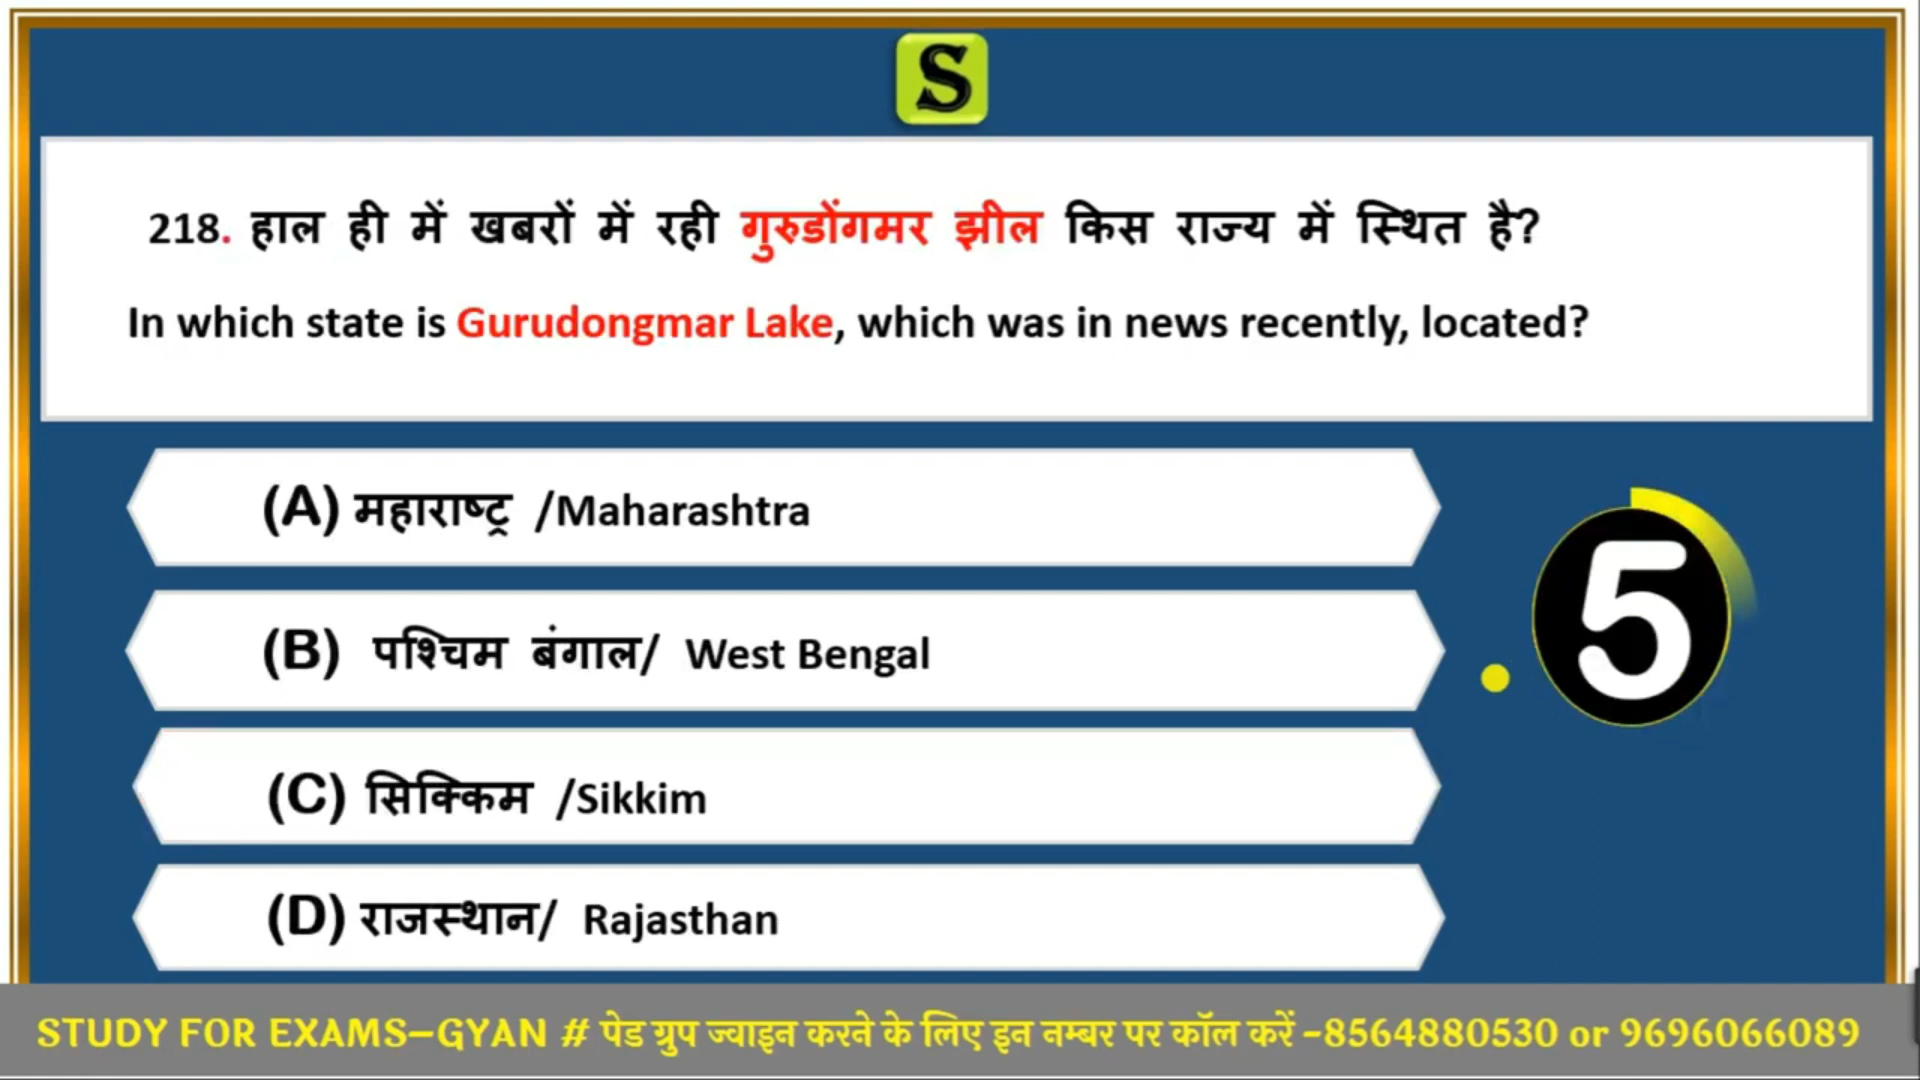 S
218. हाल ही में खबरों में रही गुरुडोंगमर झील किस राज्य में स्थित है?
In which state is Gurudongmar Lake, which was in news recently, located?
(A) महाराष्ट्र /Maharashtra
(B) पश्चिम बंगाल/ West Bengal
5
(C) सिक्किम /Sikkim
(D) राजस्थान/ Rajasthan
STUDY FOR EXAMS–GYAN # पेड ग्रुप ज्वाइन करने के लिए इन नम्बर पर कॉल करें -8564880530 or 9696066089